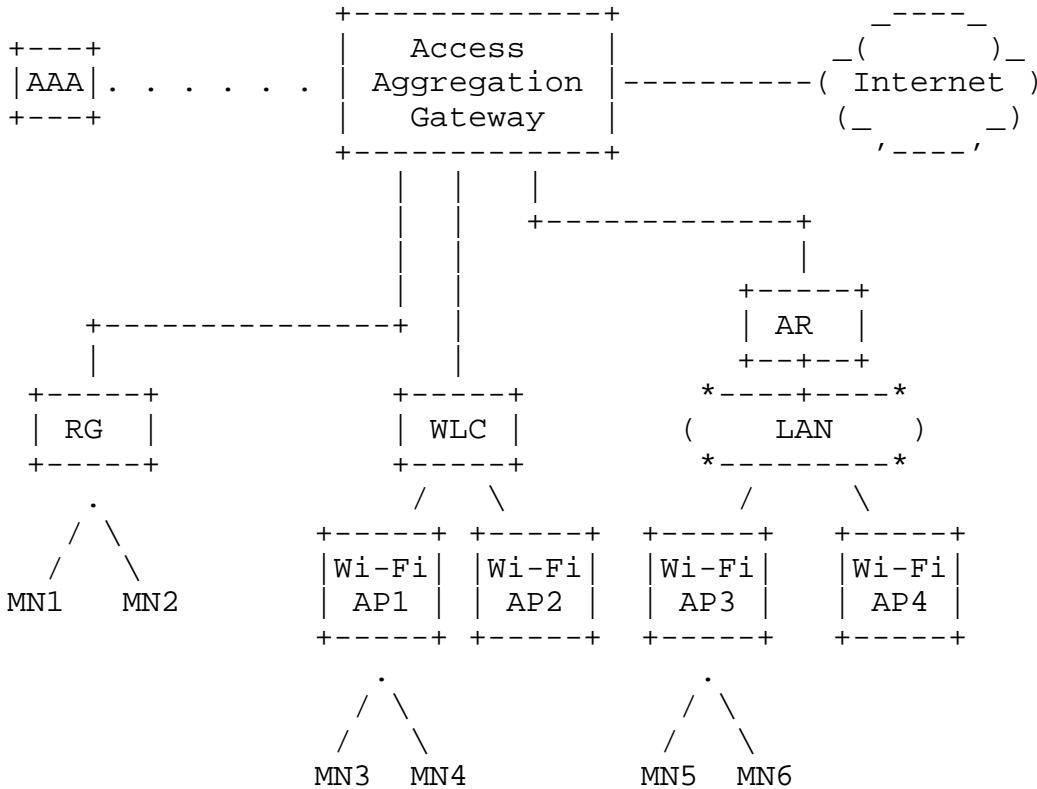 Access
AAA Aggregation Internet
Gateway
AR
RG WLC LAN
Wi-Fi Wi-Fi Wi-Fi Wi-Fi
MN1 MN2 AP1 AP2 AP3 AP4
MN3 MN4 MN5 MN6